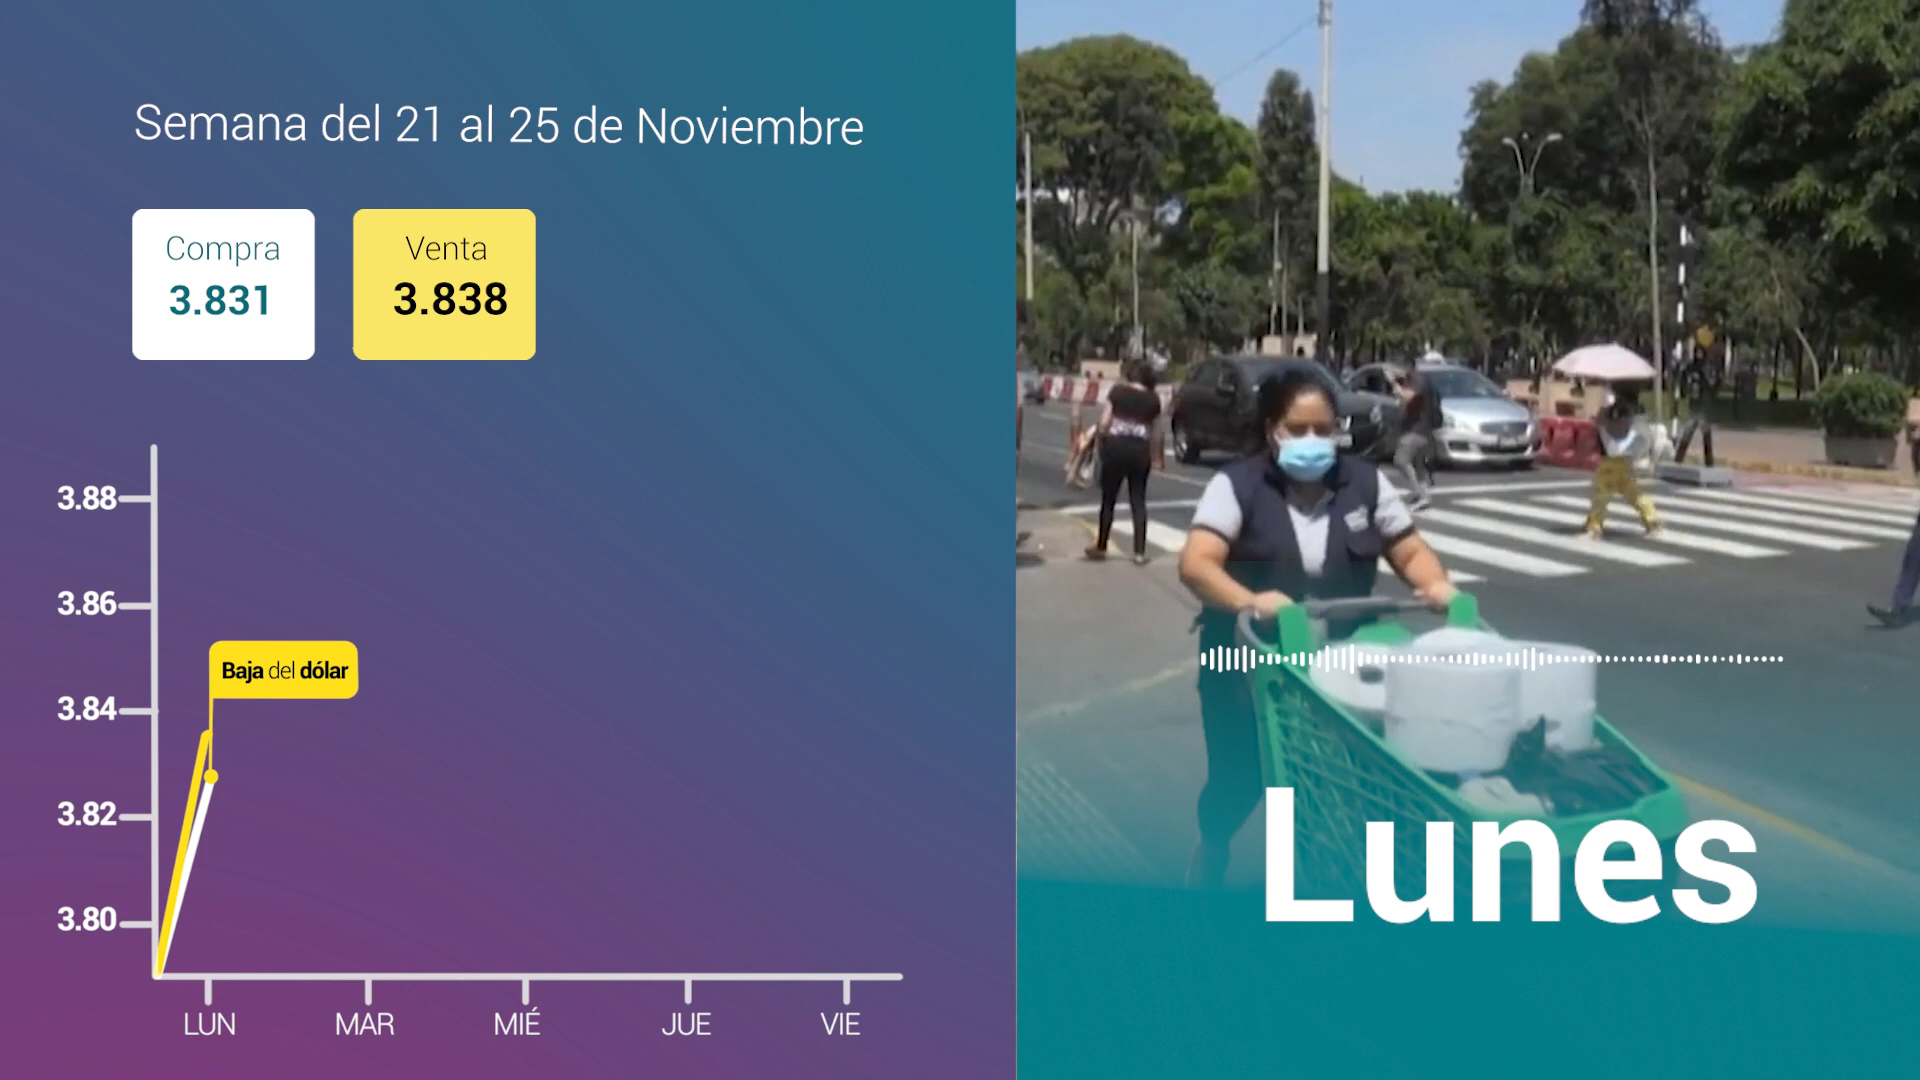 Semana del 21 al 25 de Noviembre
Compra
3.831
Venta
3.838
3.88
3.86
Baja del dólar
3.84
3.82
3.80
LUN MAR MIÉ JUE VIE
Lunes